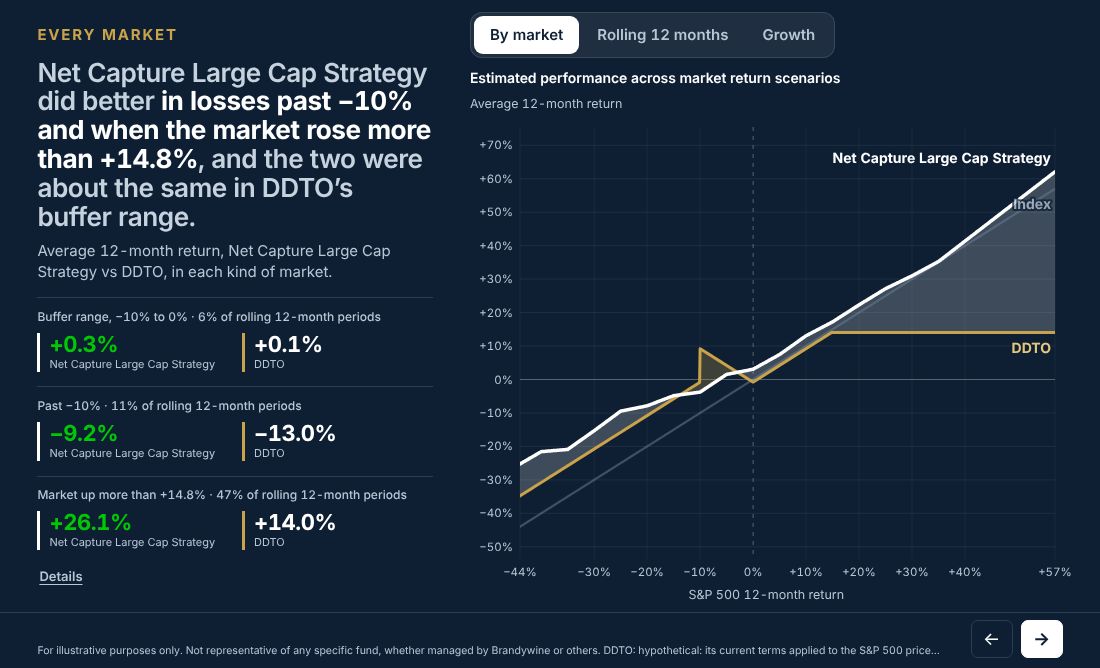 EVERY MARKET
Net Capture Large Cap Strategy
did better in losses past −10%
and when the market rose more
than +14.8%, and the two were
about the same in DDTO’s
buffer range.
Average 12-month return, Net Capture Large Cap
Strategy vs DDTO, in each kind of market.
Buffer range, −10% to 0% · 6% of rolling 12-month periods
+0.3%
Net Capture Large Cap Strategy
+0.1%
DDTO
Past −10% · 11% of rolling 12-month periods
−9.2%
Net Capture Large Cap Strategy
−13.0%
DDTO
Market up more than +14.8% · 47% of rolling 12-month periods
+26.1%
Net Capture Large Cap Strategy
+14.0%
DDTO
Details
By market
Rolling 12 months
Growth
Estimated performance across market return scenarios
Average 12-month return
+70%
+60%
+50%
+40%
+30%
+20%
+10%
0%
−10%
−20%
−30%
−40%
−50%
Net Capture Large Cap Strategy
Index
DDTO
−44%
−30%
−20%
−10%
0%
+10%
+20%
+30%
+40%
+57%
S&P 500 12-month return
For illustrative purposes only. Not representative of any specific fund, whether managed by Brandywine or others. DDTO: hypothetical: its current terms applied to the S&P 500 price…